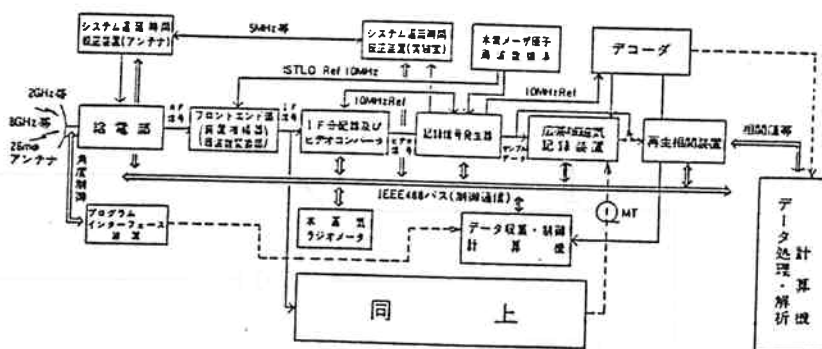 システム遅延時間
校正装置(アンテナ)
5MHz等
システム遅延時間
校正装置(実験室)
水素メーザ原子
周波数標準
デコーダ
1STLO Ref 10MHz
10MHzRef
10MHzRef
2GHz等
8GHz等
26mφ
アンテナ
給電部
RF
信号
フロントエンド部
(低雑音増幅器)
(周波数変換器)
IF
信号
IF分配器及び
ビデオコンバータ
ビデオ
信号
記録信号発生器
サンプル
データ
広帯域磁気
記録装置
再生相関装置
相関値等
角度制御
IEEE488バス(制御通信)
MT
プログラム
インターフェース
装置
水蒸気
ラジオメータ
データ収集・制御
計算機
同上
データ処理・解析
計算機